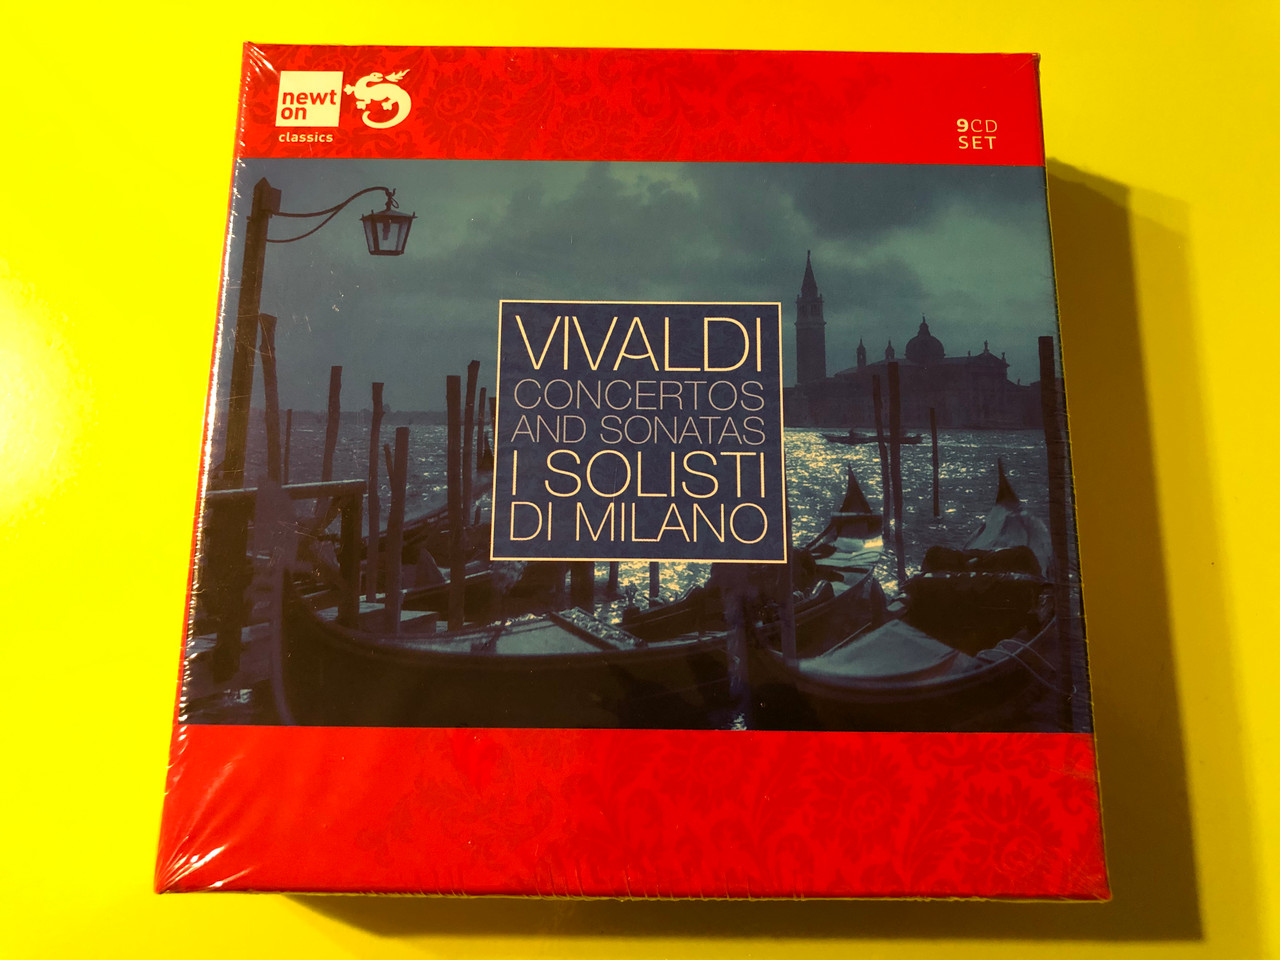 newt
on
classics
9CD
SET
VIVALDI
CONCERTOS
AND SONATAS
I SOLISTI
DI MILANO